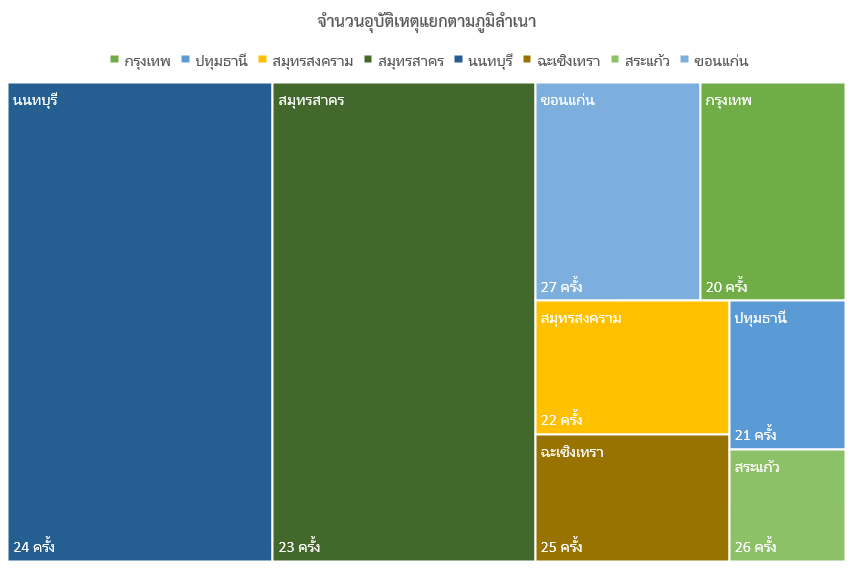 จำนวนอุบัติเหตุแยกตามภูมิลำเนา
กรุงเทพ ปทุมธานี สมุทรสงคราม สมุทรสาคร นนทบุรี ฉะเชิงเทรา สระแก้ว ขอนแก่น
นนทบุรี
24 ครั้ง
สมุทรสาคร
23 ครั้ง
ขอนแก่น
27 ครั้ง
กรุงเทพ
20 ครั้ง
สมุทรสงคราม
22 ครั้ง
ปทุมธานี
21 ครั้ง
ฉะเชิงเทรา
25 ครั้ง
สระแก้ว
26 ครั้ง